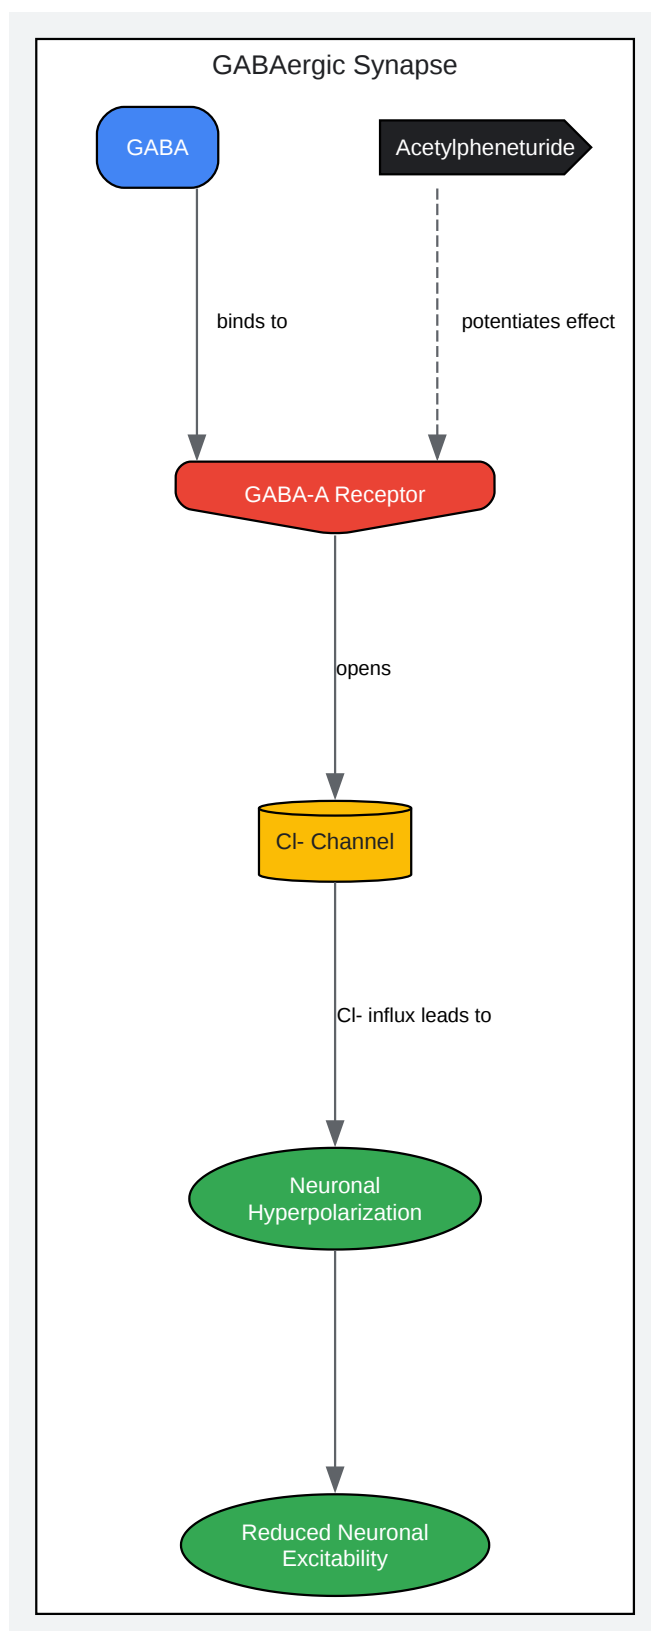 GABAergic Synapse
GABA
Acetylpheneturide
binds to
potentiates effect
GABA-A Receptor
opens
Cl- Channel
Cl- influx leads to
Neuronal
Hyperpolarization
Reduced Neuronal
Excitability